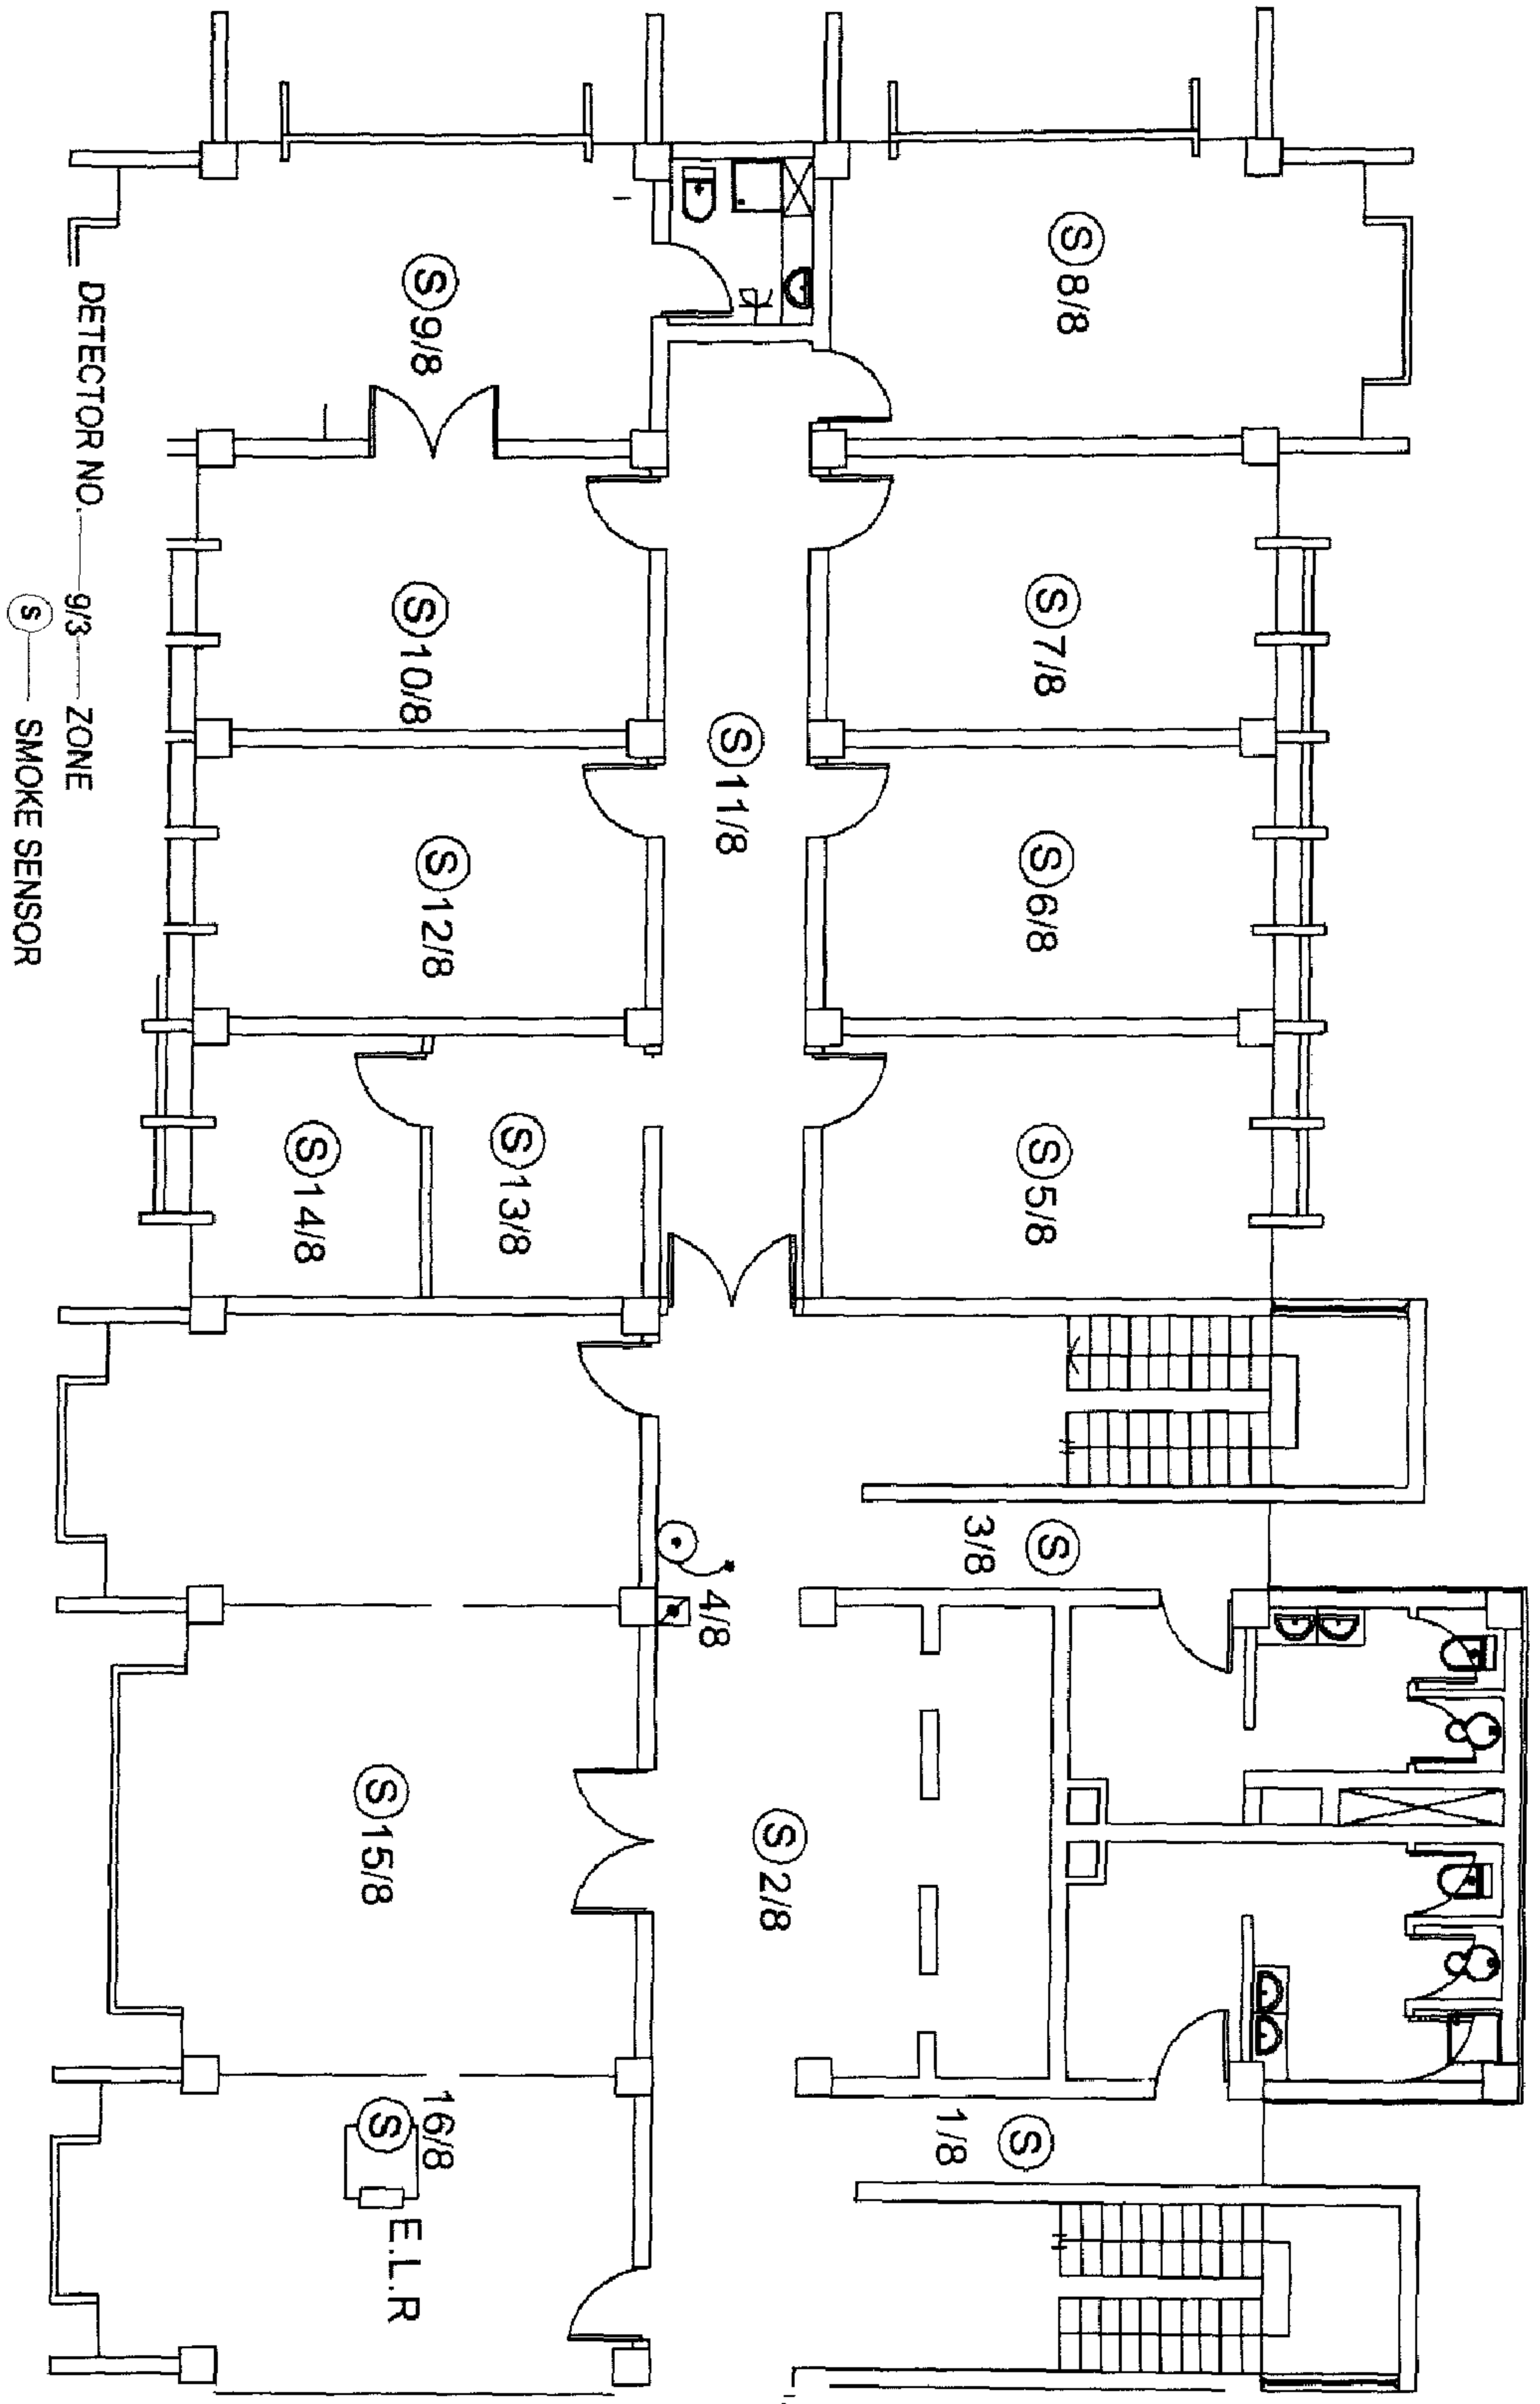 S 8/8
S 7/8
S 6/8
S 5/8
S 3/8
S 1/8
S 11/8
4/8
S 2/8
S 9/8
S 10/8
S 12/8
S 13/8
S 14/8
S 15/8
S 16/8
E.L.R
DETECTOR NO. 9/3 ZONE
S SMOKE SENSOR